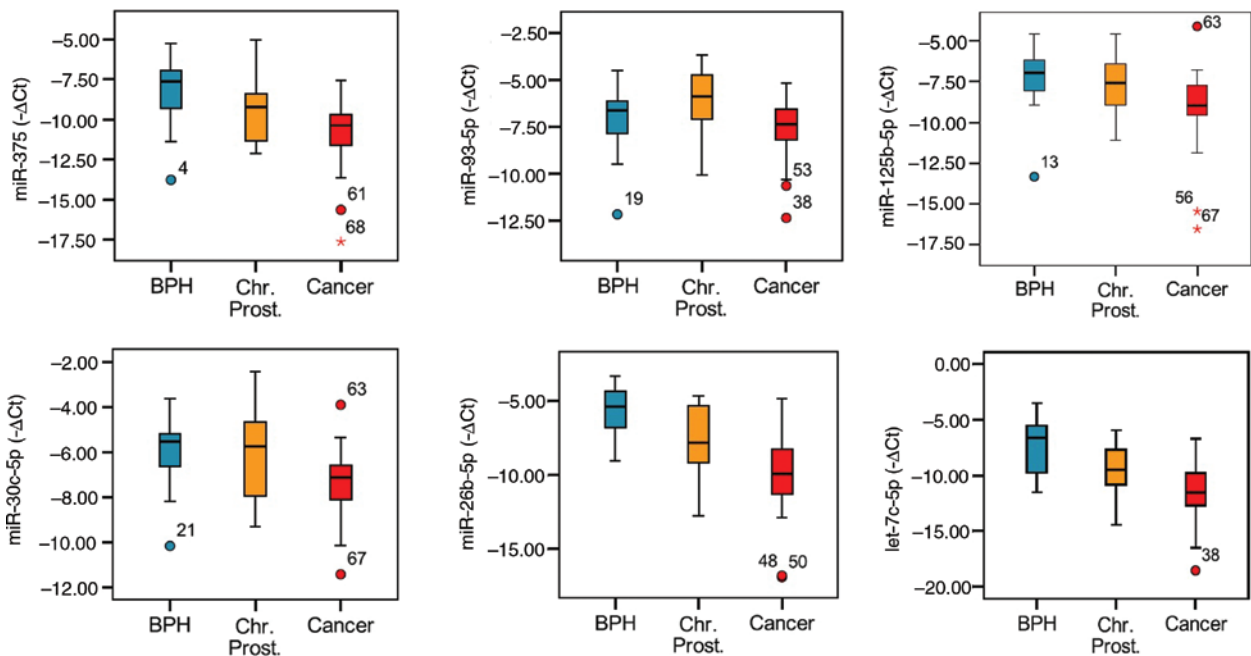 miR-375 (-ΔCt)
−5.00
−7.50
−10.00
−12.50
−15.00
−17.50
4
61
68
*
BPH
Chr.
Prost.
Cancer
miR-93-5p (-ΔCt)
−2.50
−5.00
−7.50
−10.00
−12.50
19
53
38
BPH
Chr.
Prost.
Cancer
miR-125b-5p (-ΔCt)
−5.00
−7.50
−10.00
−12.50
−15.00
−17.50
13
63
56
*
67
*
BPH
Chr.
Prost.
Cancer
miR-30c-5p (-ΔCt)
−2.00
−4.00
−6.00
−8.00
−10.00
−12.00
21
63
67
BPH
Chr.
Prost.
Cancer
miR-26b-5p (-ΔCt)
−5.00
−10.00
−15.00
48 50
BPH
Chr.
Prost.
Cancer
let-7c-5p (-ΔCt)
0.00
−5.00
−10.00
−15.00
−20.00
38
BPH
Chr.
Prost.
Cancer